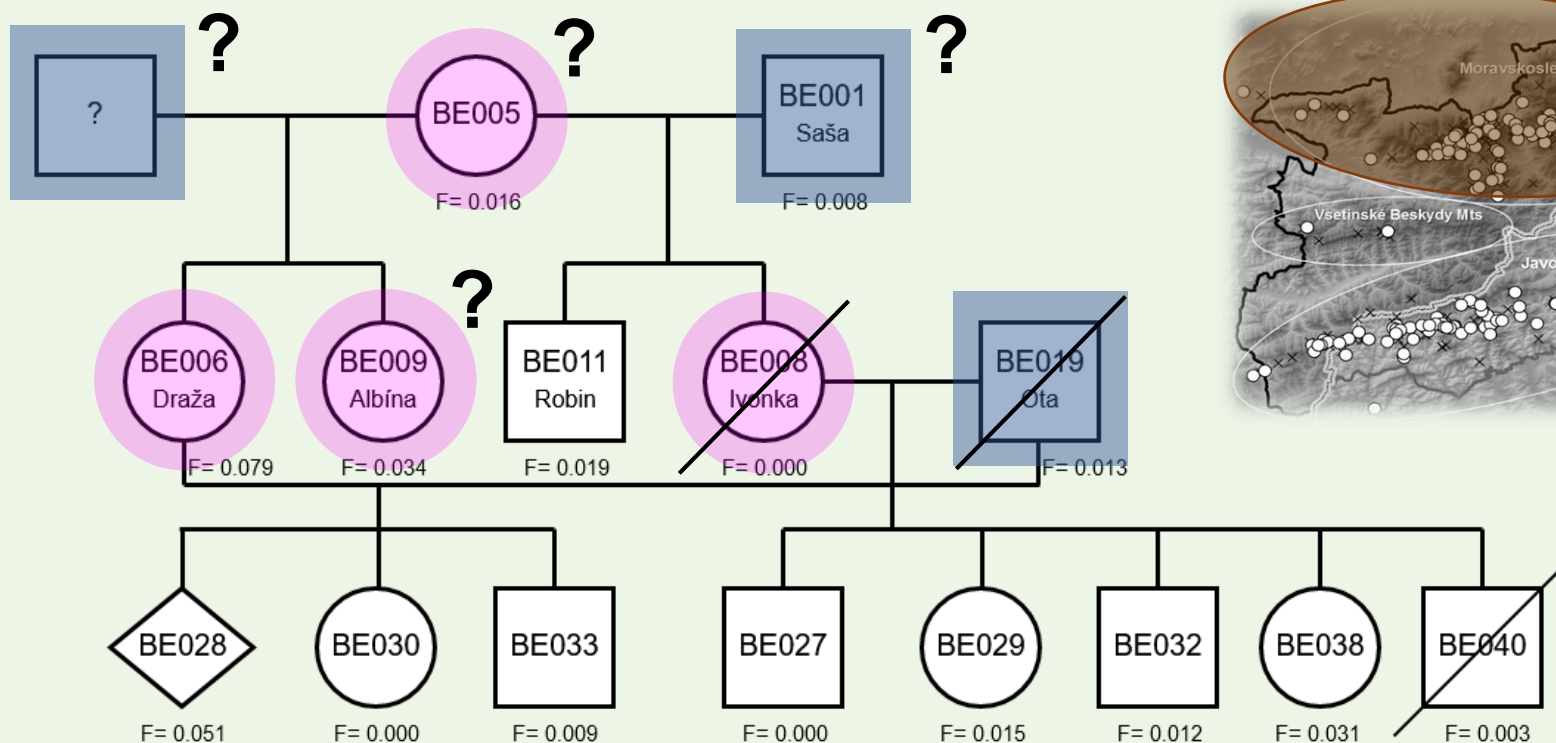 ?
?
?
?
BE005
BE001
Saša
F= 0.016
F= 0.008
?
BE006
Draža
BE009
Albína
BE011
Robin
BE008
Ivonka
BE019
Ota
F= 0.079
F= 0.034
F= 0.019
F= 0.000
F= 0.013
BE028
BE030
BE033
BE027
BE029
BE032
BE038
BE040
F= 0.051
F= 0.000
F= 0.009
F= 0.000
F= 0.015
F= 0.012
F= 0.031
F= 0.003
Moravskosle
Vsetínské Beskydy Mts
Javo